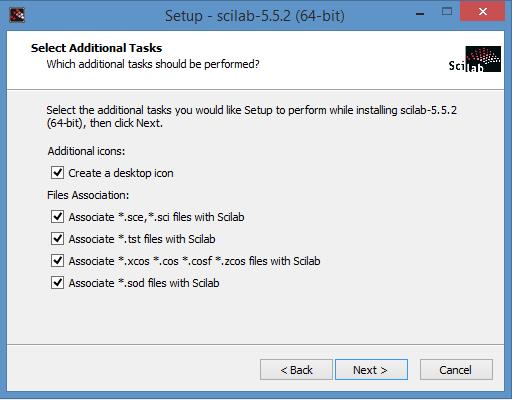 Setup - scilab-5.5.2 (64-bit)
Select Additional Tasks
Which additional tasks should be performed?
Scilab
Select the additional tasks you would like Setup to perform while installing scilab-5.5.2
(64-bit), then click Next.
Additional icons:
Create a desktop icon
Files Association:
Associate *.sce,*.sci files with Scilab
Associate *.tst files with Scilab
Associate *.xcos *.cos *.cosf *.zcos files with Scilab
Associate *.sod files with Scilab
< Back Next > Cancel